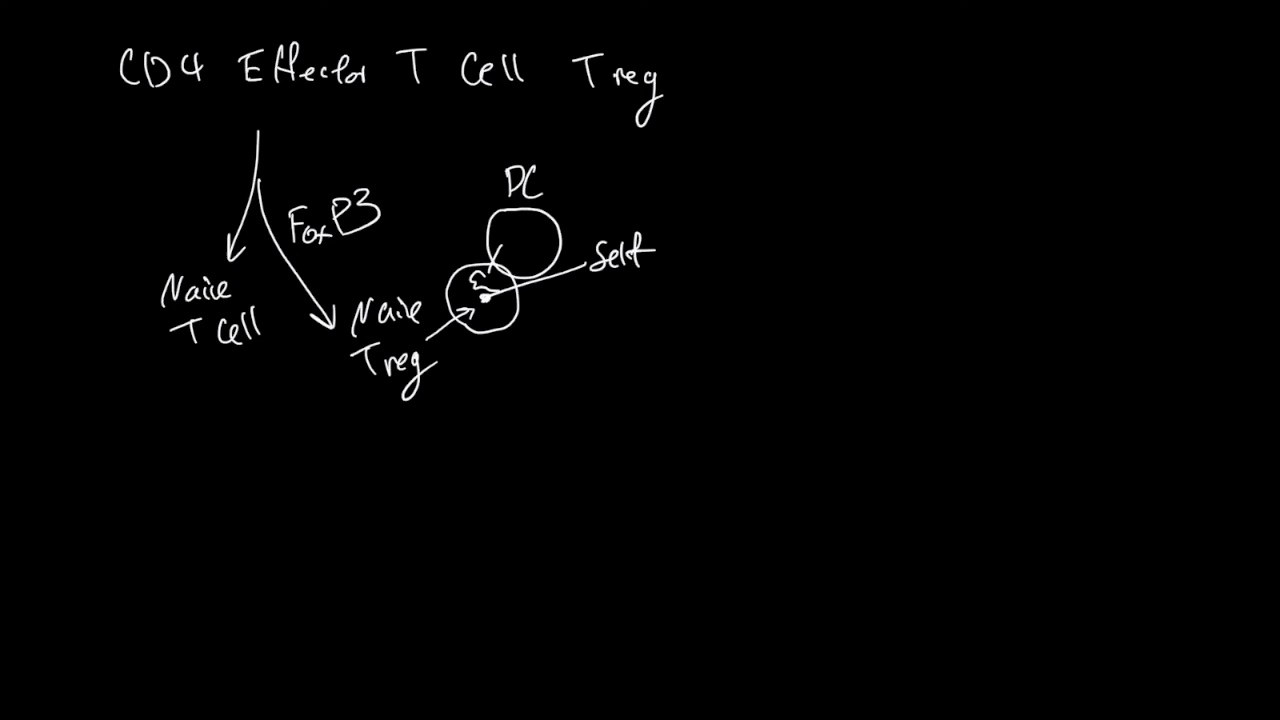 CD4 Effector T Cell Treg
DC
FoxP3
Self
Naive
T Cell
Naive
Treg